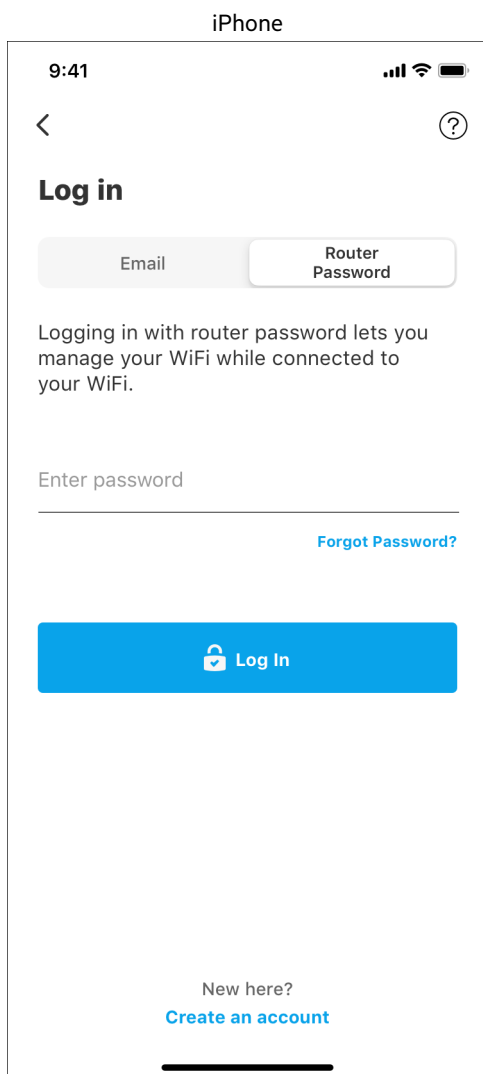 iPhone
9:41
?
Log in
Email
Router
Password
Logging in with router password lets you
manage your WiFi while connected to
your WiFi.
Enter password
Forgot Password?
Log In
New here?
Create an account